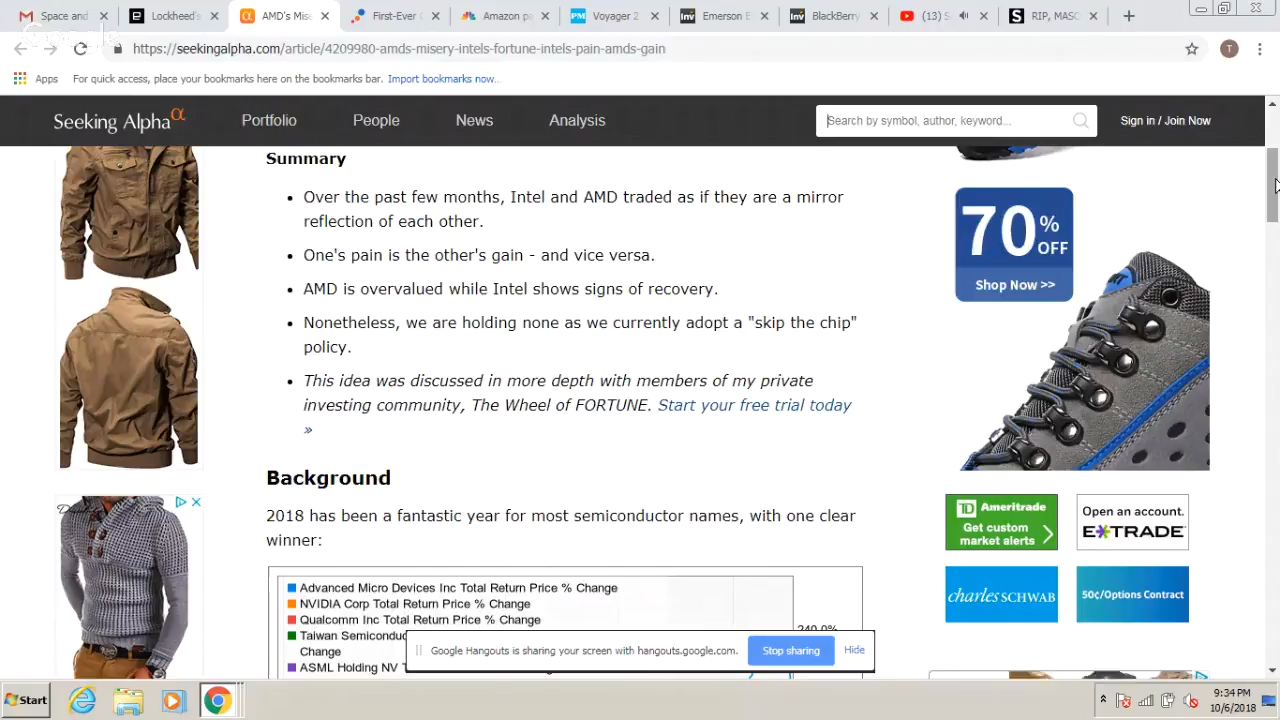 Space and
Lockheed's
AMD's Mise
First-Ever
Amazon p
Voyager 2
Emerson E
BlackBerry
(13)
RIP, MASC
https://seekingalpha.com/article/4209980-amds-misery-intels-fortune-intels-pain-amds-gain
T
Apps For quick access, place your bookmarks here on the bookmarks bar. Import bookmarks now...
Seeking Alpha α
Portfolio
People
News
Analysis
Search by symbol, author, keyword...
Sign in / Join Now
Summary
Over the past few months, Intel and AMD traded as if they are a mirror
reflection of each other.
One's pain is the other's gain - and vice versa.
AMD is overvalued while Intel shows signs of recovery.
Nonetheless, we are holding none as we currently adopt a "skip the chip"
policy.
This idea was discussed in more depth with members of my private
investing community, The Wheel of FORTUNE. Start your free trial today
»
Background
2018 has been a fantastic year for most semiconductor names, with one clear
winner:
Advanced Micro Devices Inc Total Return Price % Change
NVIDIA Corp Total Return Price % Change
Qualcomm Inc Total Return Price % Change
Taiwan Semiconduc
Change
ASML Holding NV T
240.0%
70% OFF
Shop Now >>
TD Ameritrade
Get custom
market alerts
Open an account.
E*TRADE
charles SCHWAB
50¢/Options Contract
Google Hangouts is sharing your screen with hangouts.google.com.
Stop sharing
Hide
Start
9:34 PM
10/6/2018